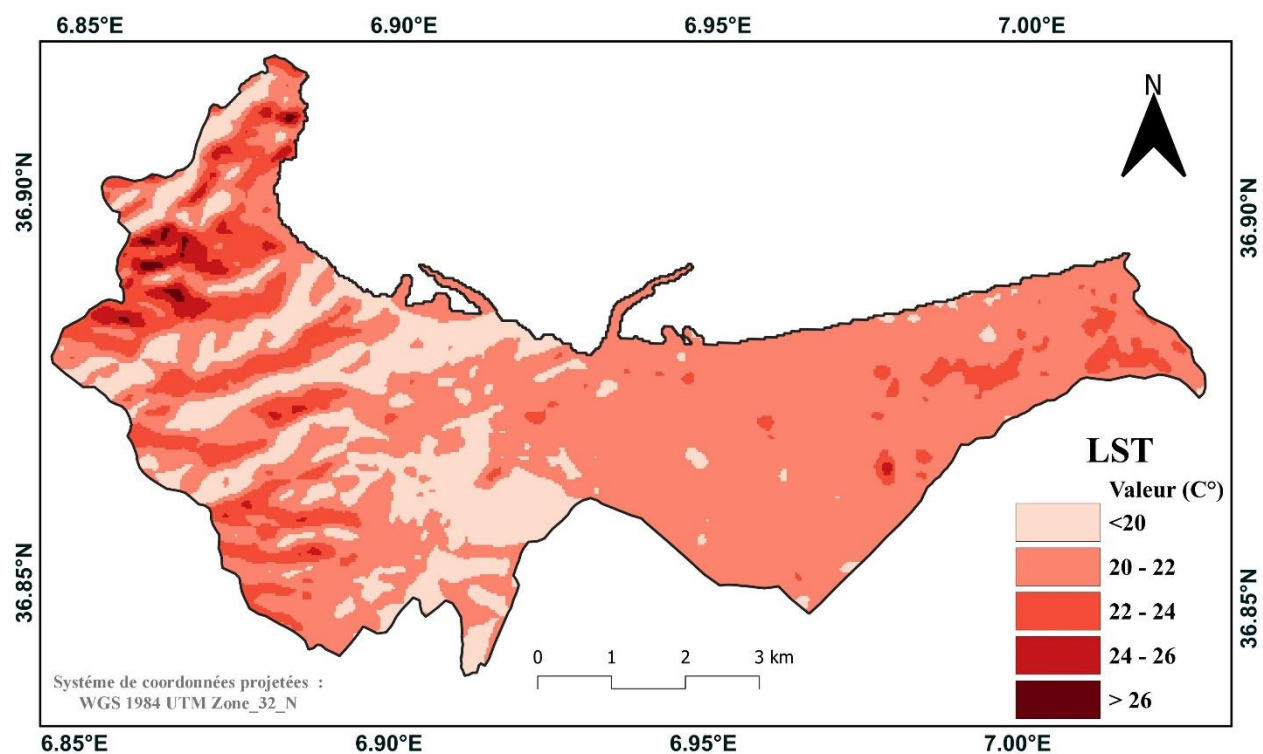 6.85°E 6.90°E 6.95°E 7.00°E
N
36.90°N
36.90°N
LST
Valeur (C°)
<20
20 - 22
22 - 24
24 - 26
> 26
36.85°N
36.85°N
0 1 2 3 km
Systéme de coordonnées projetées :
WGS 1984 UTM Zone_32_N
6.85°E 6.90°E 6.95°E 7.00°E